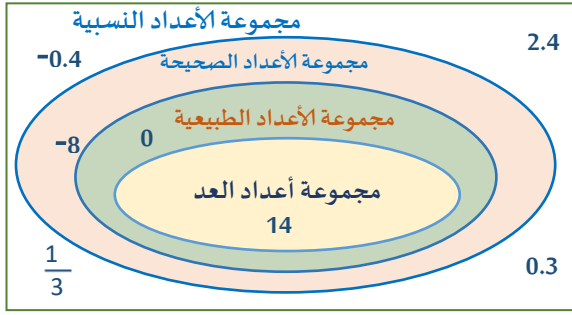 مجموعة الأعداد النسبية
2.4
-0.4
مجموعة الأعداد الصحيحة
مجموعة الأعداد الطبيعية
0
-8
مجموعة أعداد العد
14
1/3
0.3